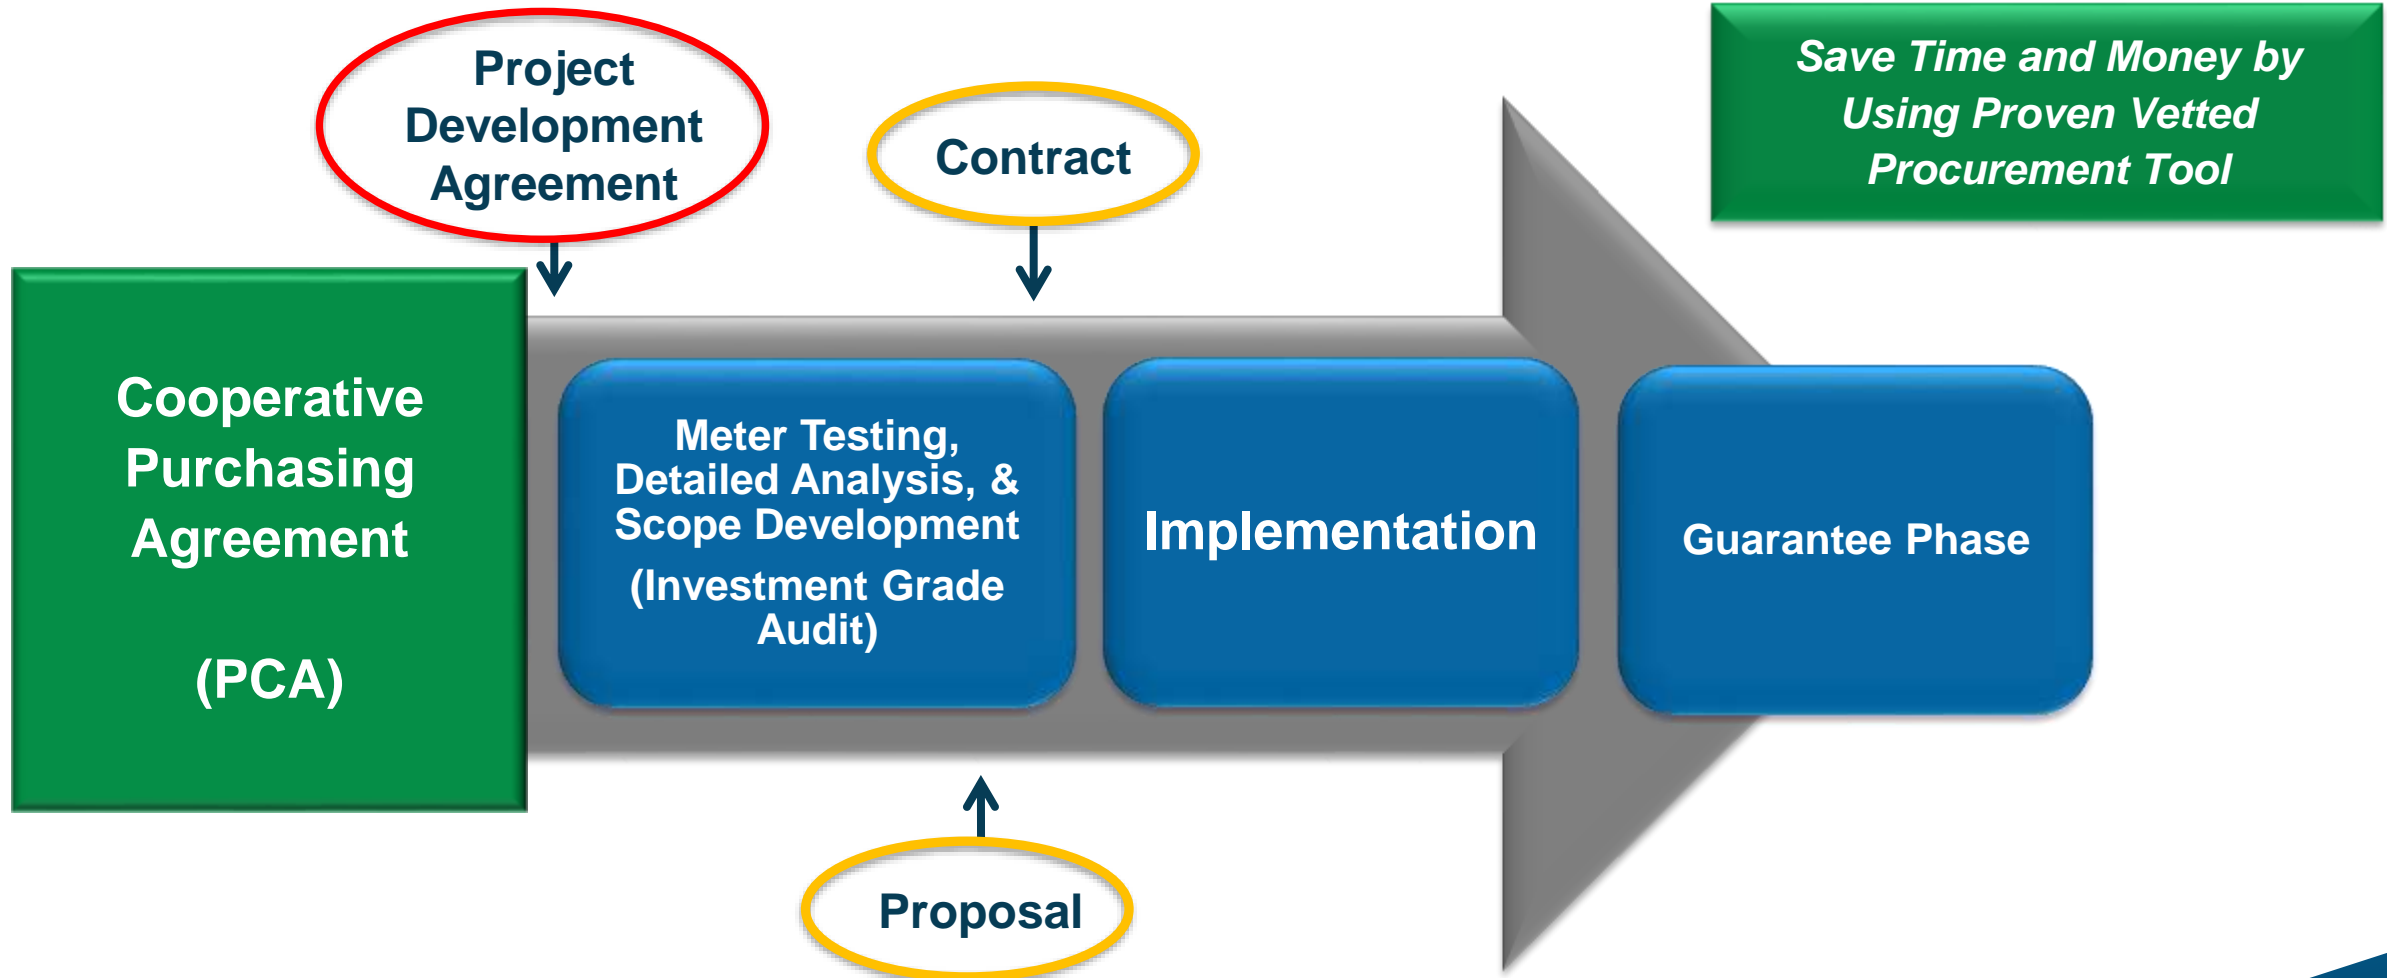 Project
Development
Agreement
Contract
Save Time and Money by
Using Proven Vetted
Procurement Tool
Cooperative
Purchasing
Agreement
(PCA)
Meter Testing,
Detailed Analysis, &
Scope Development
(Investment Grade
Audit)
Implementation
Guarantee Phase
Proposal